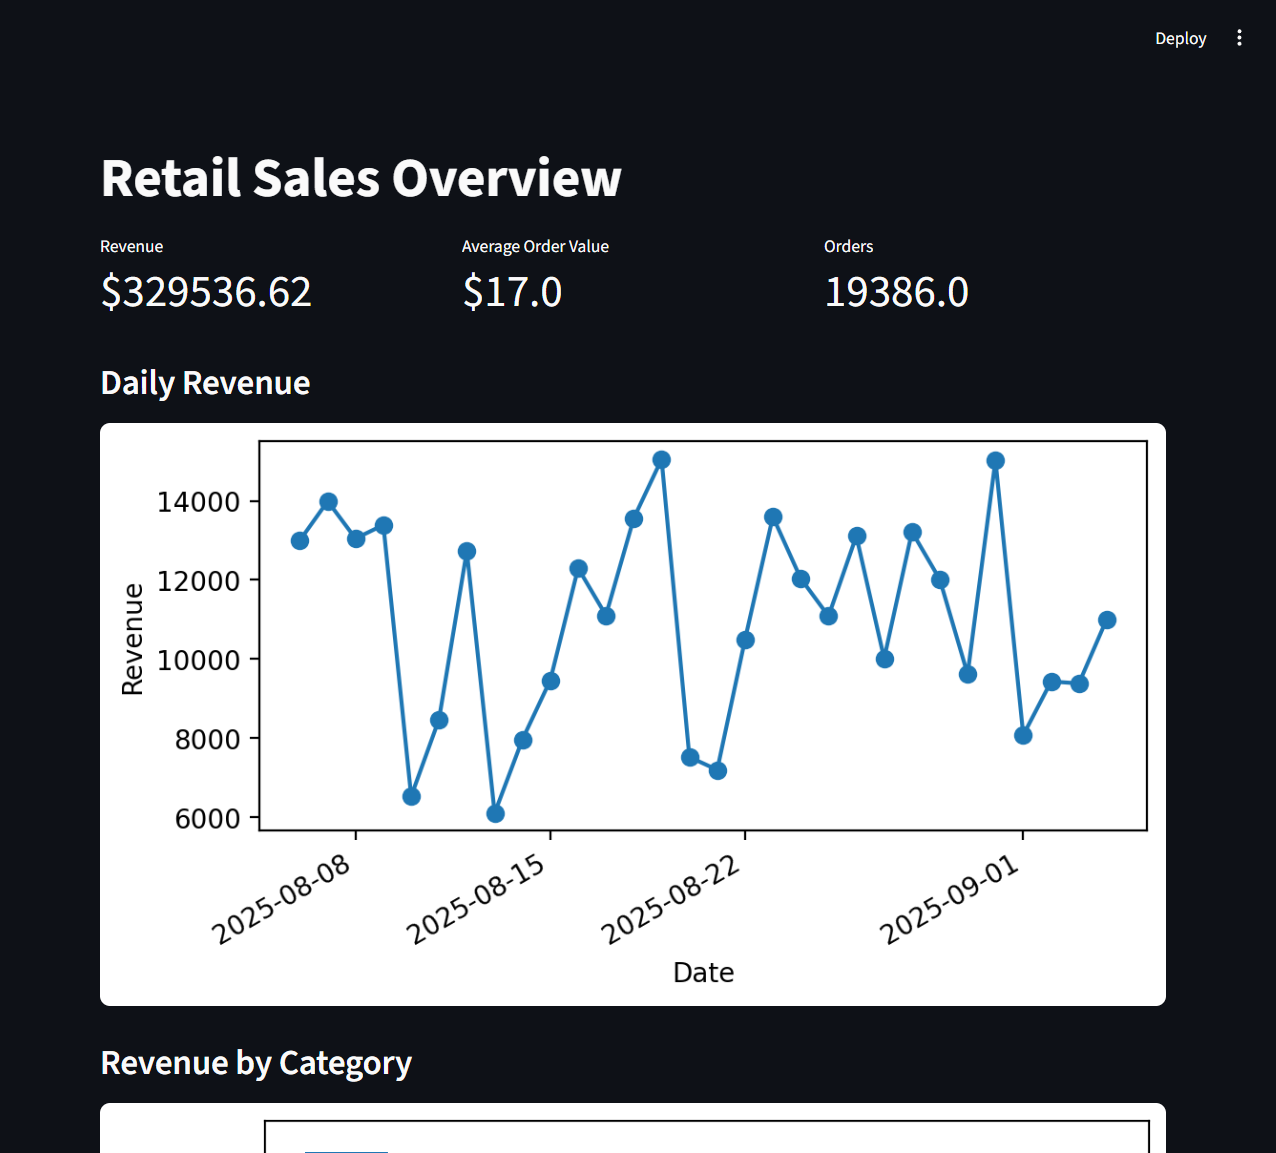 Deploy
Retail Sales Overview
Revenue
Average Order Value
Orders
$329536.62
$17.0
19386.0
Daily Revenue
14000
12000
10000
8000
6000
Revenue
2025-08-08
2025-08-15
2025-08-22
2025-09-01
Date
Revenue by Category